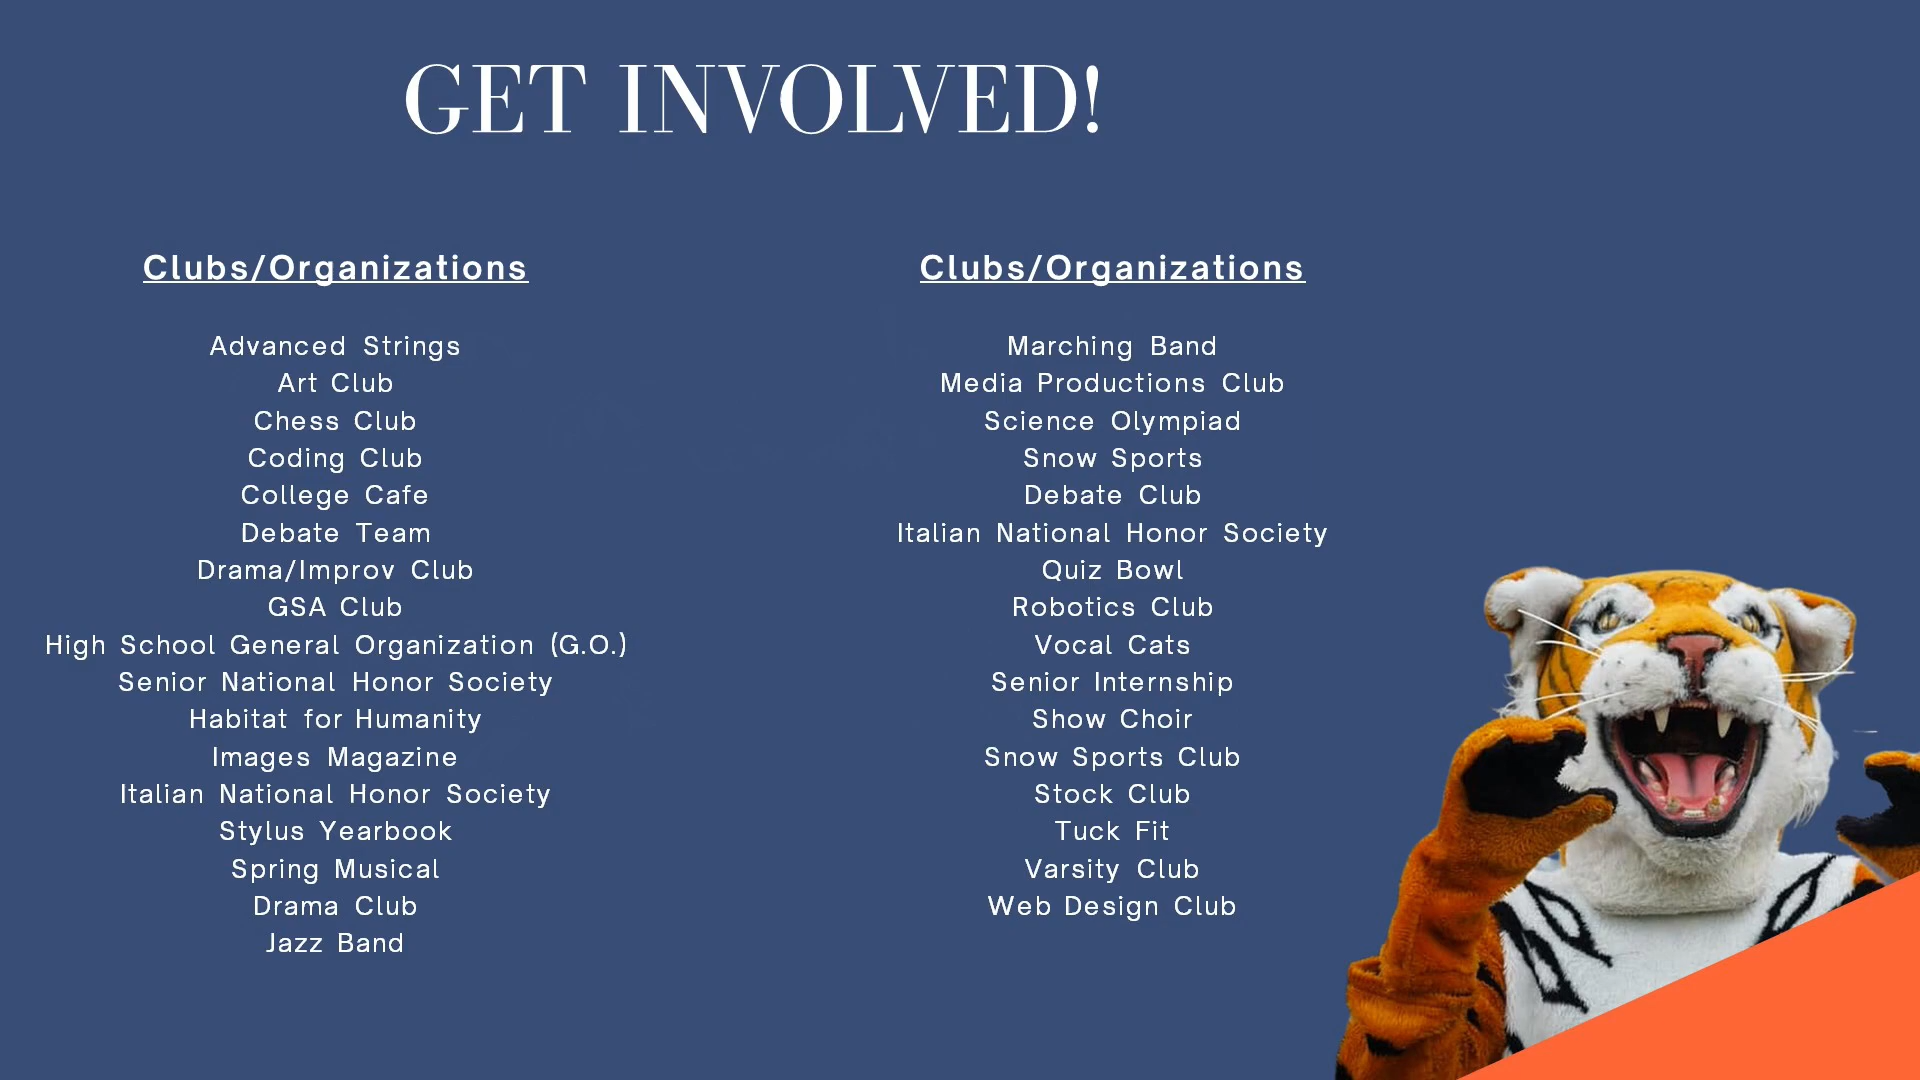 GET INVOLVED!
Clubs/Organizations
Advanced Strings
Art Club
Chess Club
Coding Club
College Cafe
Debate Team
Drama/Improv Club
GSA Club
High School General Organization (G.O.)
Senior National Honor Society
Habitat for Humanity
Images Magazine
Italian National Honor Society
Stylus Yearbook
Spring Musical
Drama Club
Jazz Band
Clubs/Organizations
Marching Band
Media Productions Club
Science Olympiad
Snow Sports
Debate Club
Italian National Honor Society
Quiz Bowl
Robotics Club
Vocal Cats
Senior Internship
Show Choir
Snow Sports Club
Stock Club
Tuck Fit
Varsity Club
Web Design Club